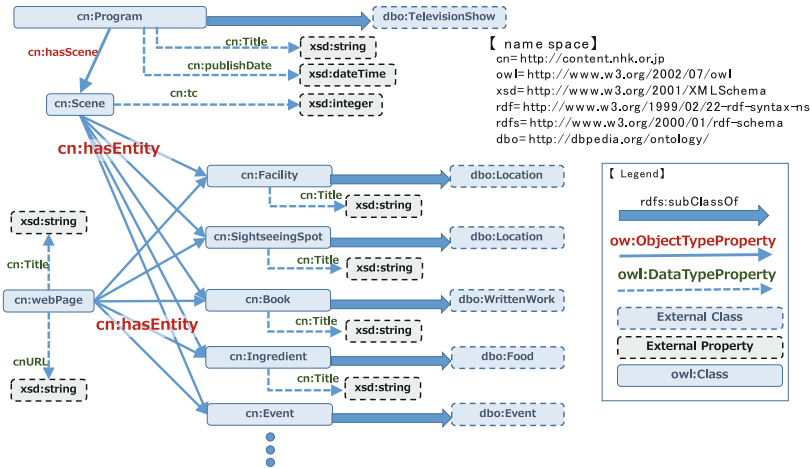 cn:Program
dbo:TelevisionShow
cn:hasScene
cn:Title
xsd:string
cn:publishDate
xsd:dateTime
cn:tc
cn:Scene
xsd:integer
【 name space】
cn=http://content.nhk.or.jp
owl=http://www.w3.org/2002/07/owl
xsd=http://www.w3.org/2001/XMLSchema
rdf=http://www.w3.org/1999/02/22-rdf-syntax-ns
rdfs=http://www.w3.org/2000/01/rdf-schema
dbo=http://dbpedia.org/ontology/
cn:hasEntity
cn:Facility
dbo:Location
cn:Title
xsd:string
xsd:string
cn:SightseeingSpot
dbo:Location
cn:Title
cn:Title
xsd:string
cn:webPage
cn:Book
dbo:WrittenWork
cn:hasEntity
cn:Title
xsd:string
cn:Ingredient
dbo:Food
cnURL
cn:Title
xsd:string
xsd:string
cn:Event
dbo:Event
【 Legend】
rdfs:subClassOf
ow:ObjectTypeProperty
owl:DataTypeProperty
External Class
External Property
owl:Class